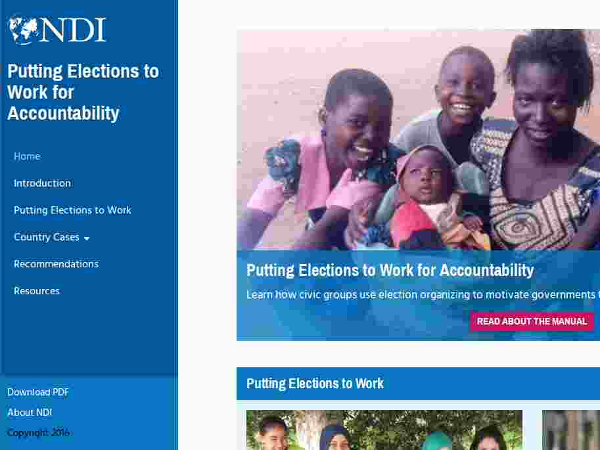 NDI
Putting Elections to
Work for
Accountability
Home
Introduction
Putting Elections to Work
Country Cases
Recommendations
Resources
Download PDF
About NDI
Copyright 2016
Putting Elections to Work for Accountability
Learn how civic groups use election organizing to motivate governments
READ ABOUT THE MANUAL
Putting Elections to Work